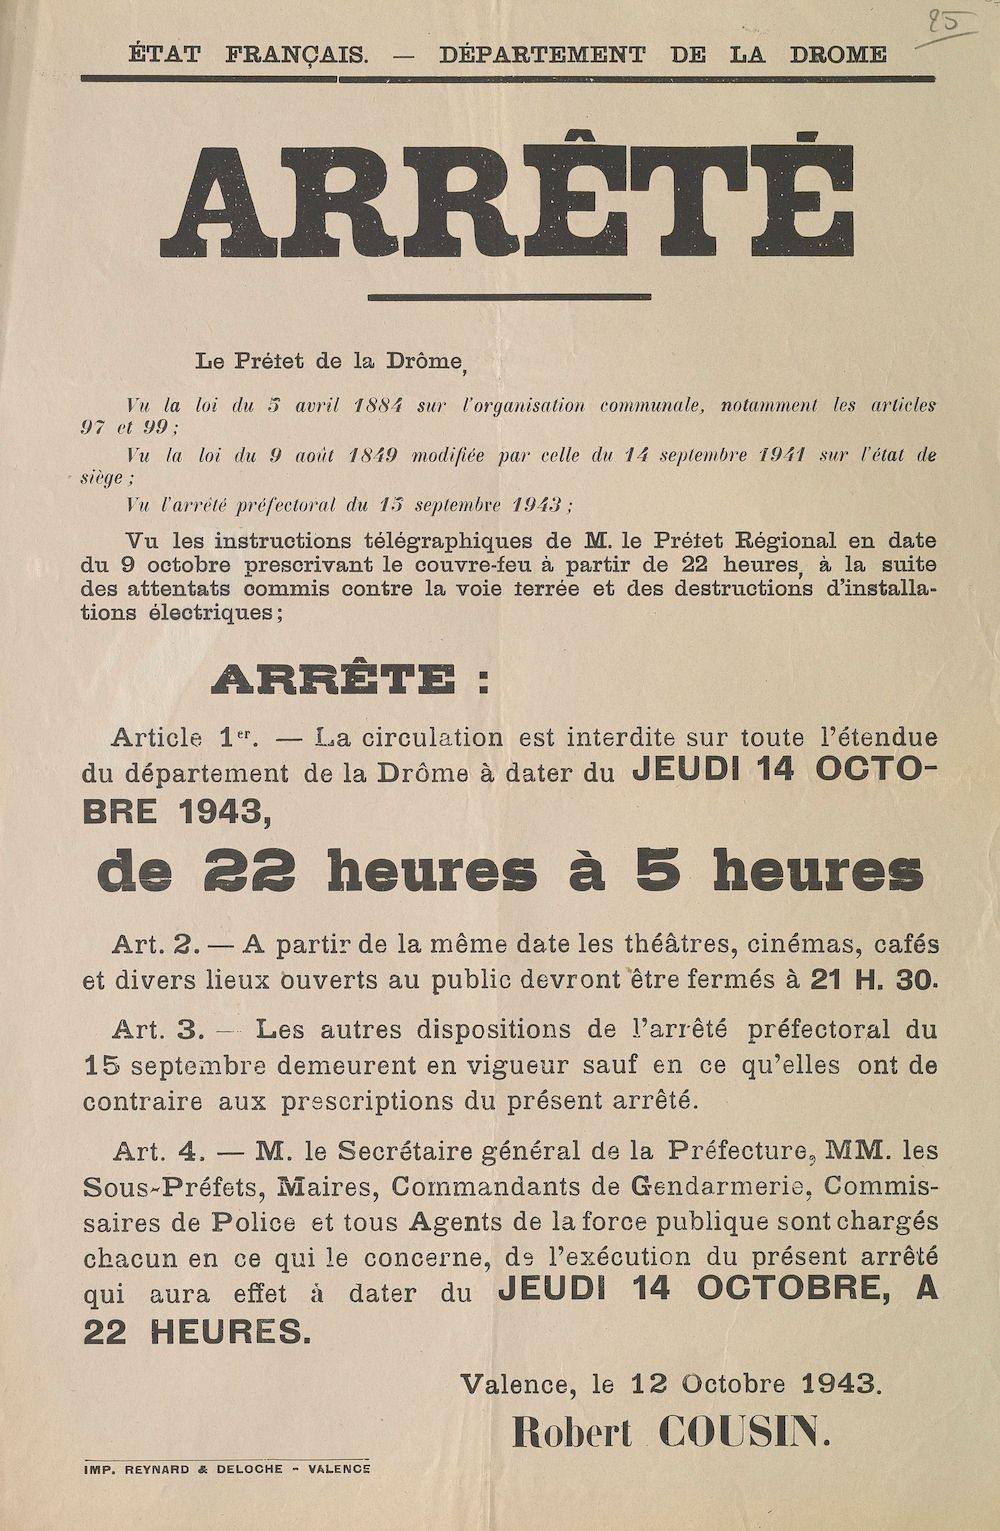 25
ÉTAT FRANÇAIS. — DÉPARTEMENT DE LA DROME
ARRÊTÉ
Le Préfet de la Drôme,
Vu la loi du 5 avril 1884 sur l'organisation communale, notamment les articles
97 et 99 ;
Vu la loi du 9 août 1849 modifiée par celle du 14 septembre 1941 sur l'état de
siège ;
Vu l'arrêté préfectoral du 15 septembre 1943 ;
Vu les instructions télégraphiques de M. le Préfet Régional en date
du 9 octobre prescrivant le couvre-feu à partir de 22 heures, à la suite
des attentats commis contre la voie ferrée et des destructions d'installa-
tions électriques ;
ARRÊTE :
Article 1er. — La circulation est interdite sur toute l'étendue
du département de la Drôme à dater du JEUDI 14 OCTO-
BRE 1943,
de 22 heures à 5 heures
Art. 2. — A partir de la même date les théâtres, cinémas, cafés
et divers lieux ouverts au public devront être fermés à 21 H. 30.
Art. 3. — Les autres dispositions de l'arrêté préfectoral du
15 septembre demeurent en vigueur sauf en ce qu'elles ont de
contraire aux prescriptions du présent arrêté.
Art. 4. — M. le Secrétaire général de la Préfecture, MM. les
Sous-Préfets, Maires, Commandants de Gendarmerie, Commis-
saires de Police et tous Agents de la force publique sont chargés
chacun en ce qui le concerne, de l'exécution du présent arrêté
qui aura effet à dater du JEUDI 14 OCTOBRE, A
22 HEURES.
Valence, le 12 Octobre 1943.
Robert COUSIN.
IMP. REYNARD & DELOCHE - VALENCE